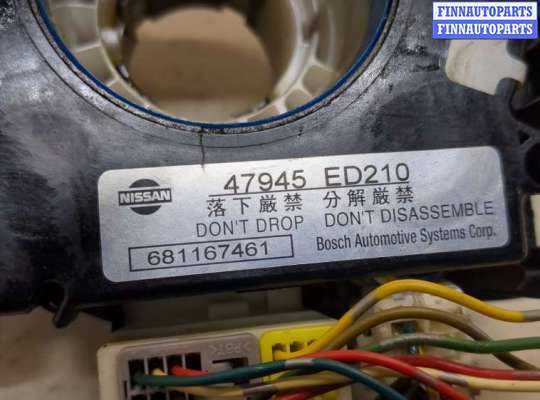 FINNAUTOPARTS
FINNAUTOPARTS
NISSAN
47945 ED210
落下厳禁 分解厳禁
DON'T DROP DON'T DISASSEMBLE
681167461
Bosch Automotive Systems Corp.